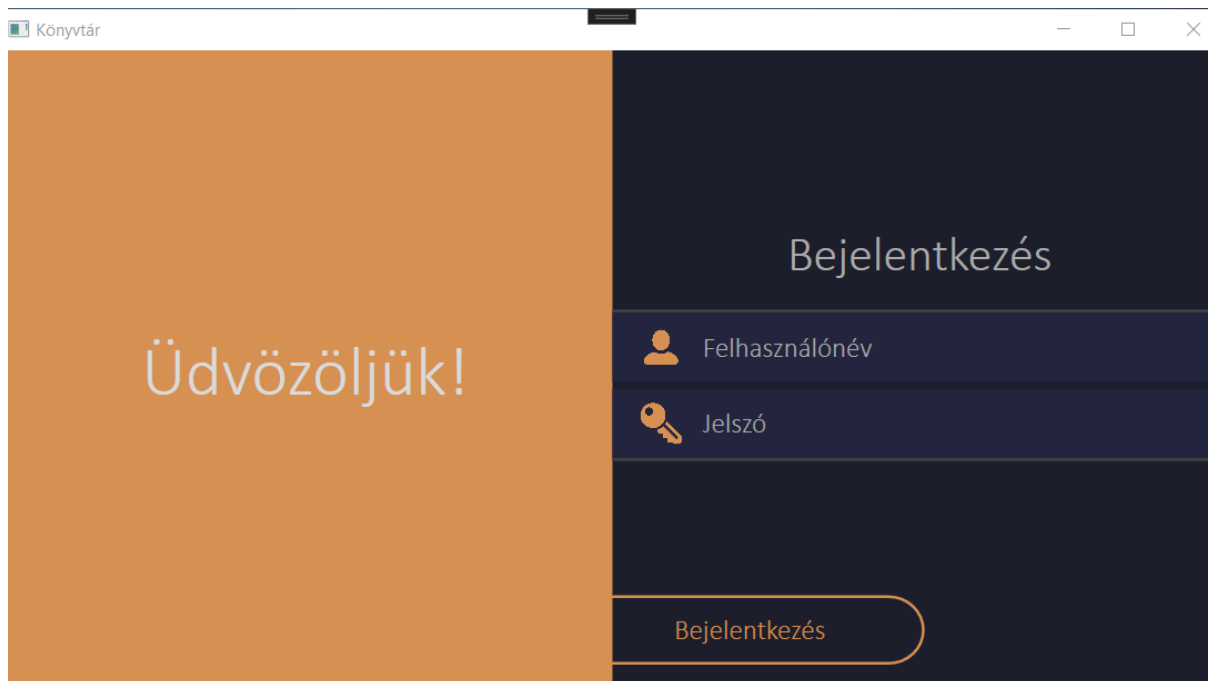 Könyvtár
Üdvözöljük!
Bejelentkezés
Felhasználónév
Jelszó
Bejelentkezés